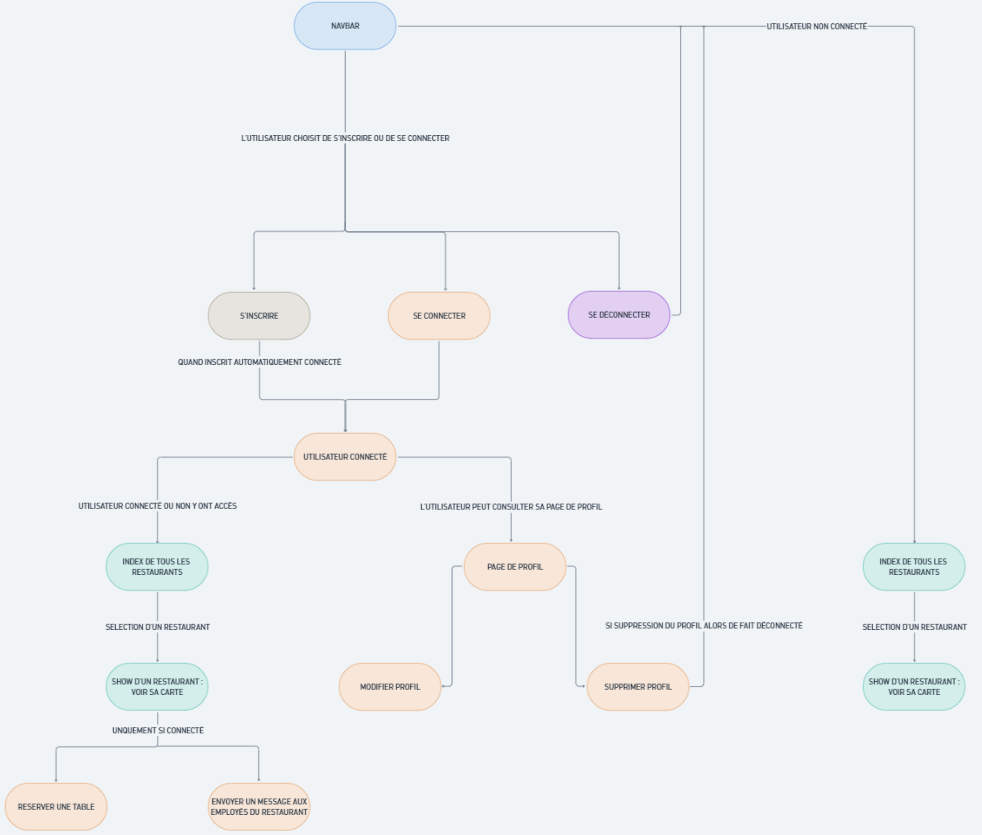 NAVBAR
UTILISATEUR NON CONNECTÉ
L'UTILISATEUR CHOISIT DE S'INSCRIRE OU DE SE CONNECTER
S'INSCRIRE
SE CONNECTER
SE DÉCONNECTER
QUAND INSCRIT AUTOMATIQUEMENT CONNECTÉ
UTILISATEUR CONNECTÉ
UTILISATEUR CONNECTÉ OU NON Y ONT ACCÈS
L'UTILISATEUR PEUT CONSULTER SA PAGE DE PROFIL
INDEX DE TOUS LES
RESTAURANTS
PAGE DE PROFIL
INDEX DE TOUS LES
RESTAURANTS
SELECTION D'UN RESTAURANT
SI SUPPRESSION DU PROFIL ALORS DE FAIT DÉCONNECTÉ
SELECTION D'UN RESTAURANT
SHOW D'UN RESTAURANT :
VOIR SA CARTE
MODIFIER PROFIL
SUPPRIMER PROFIL
SHOW D'UN RESTAURANT :
VOIR SA CARTE
UNQUEMENT SI CONNECTÉ
RESERVER UNE TABLE
ENVOYER UN MESSAGE AUX
EMPLOYÉS DU RESTAURANT